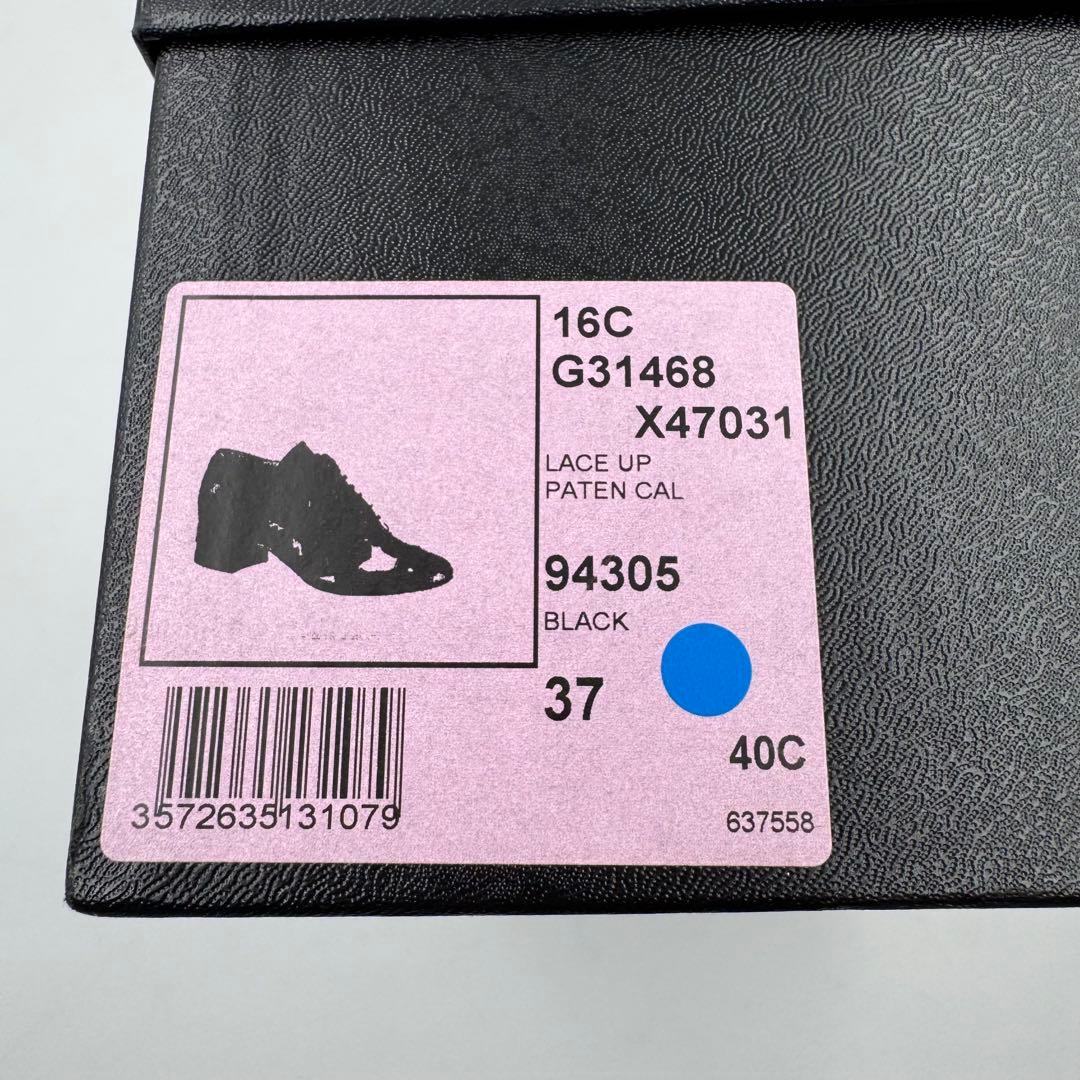 16C
G31468
X47031
LACE UP
PATEN CAL
94305
BLACK
37
40C
3572635131079
637558